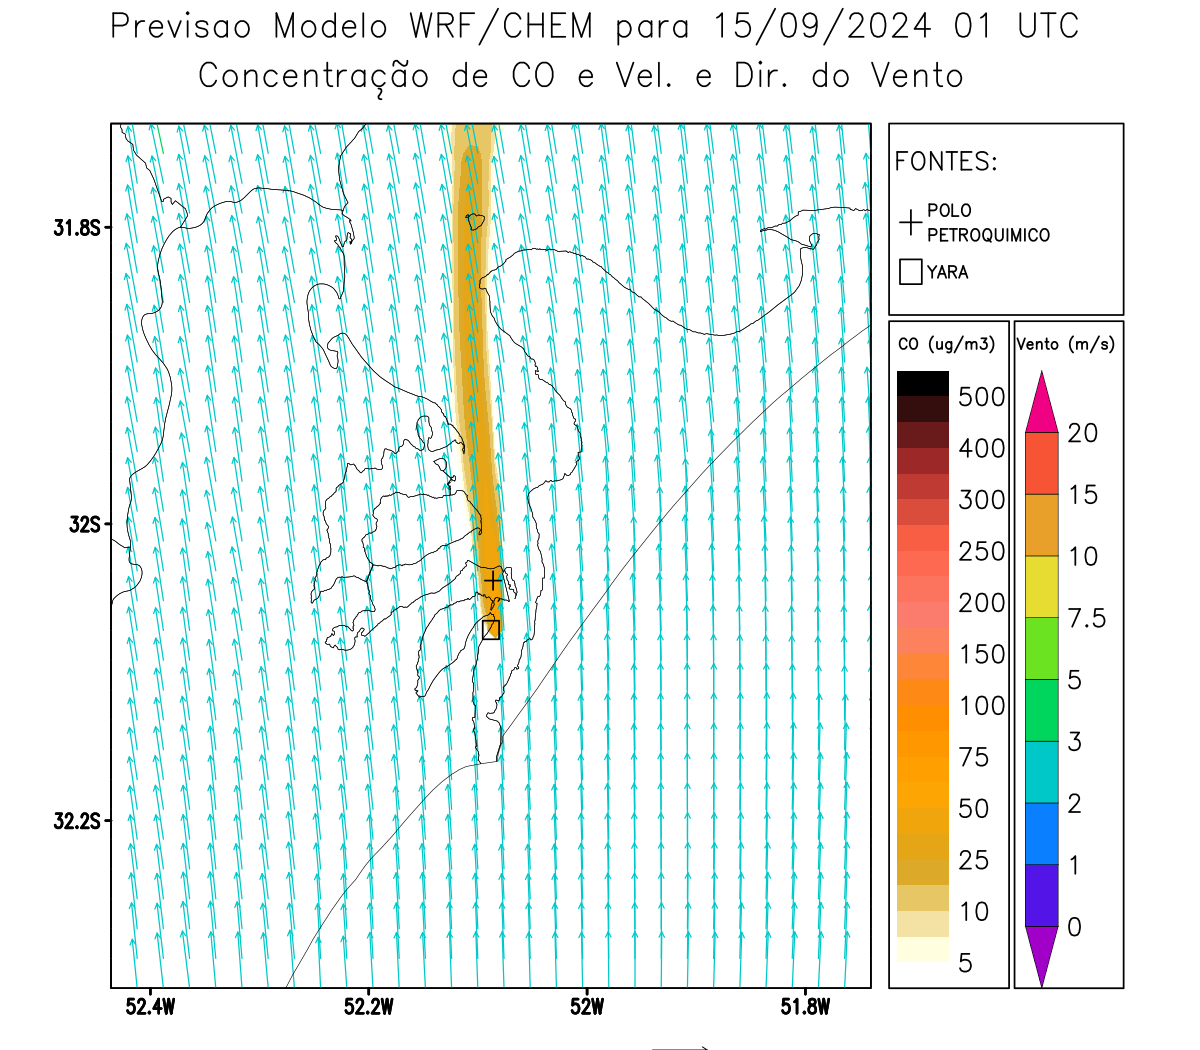 Previsao Modelo WRF/CHEM para 15/09/2024 01 UTC
Concentração de CO e Vel. e Dir. do Vento
FONTES:
POLO
PETROQUIMICO
YARA
CO (ug/m3)
500
400
300
250
200
150
100
75
50
25
10
5
Vento (m/s)
20
15
10
7.5
5
3
2
1
0
31.8S
32S
32.2S
52.4W
52.2W
52W
51.8W